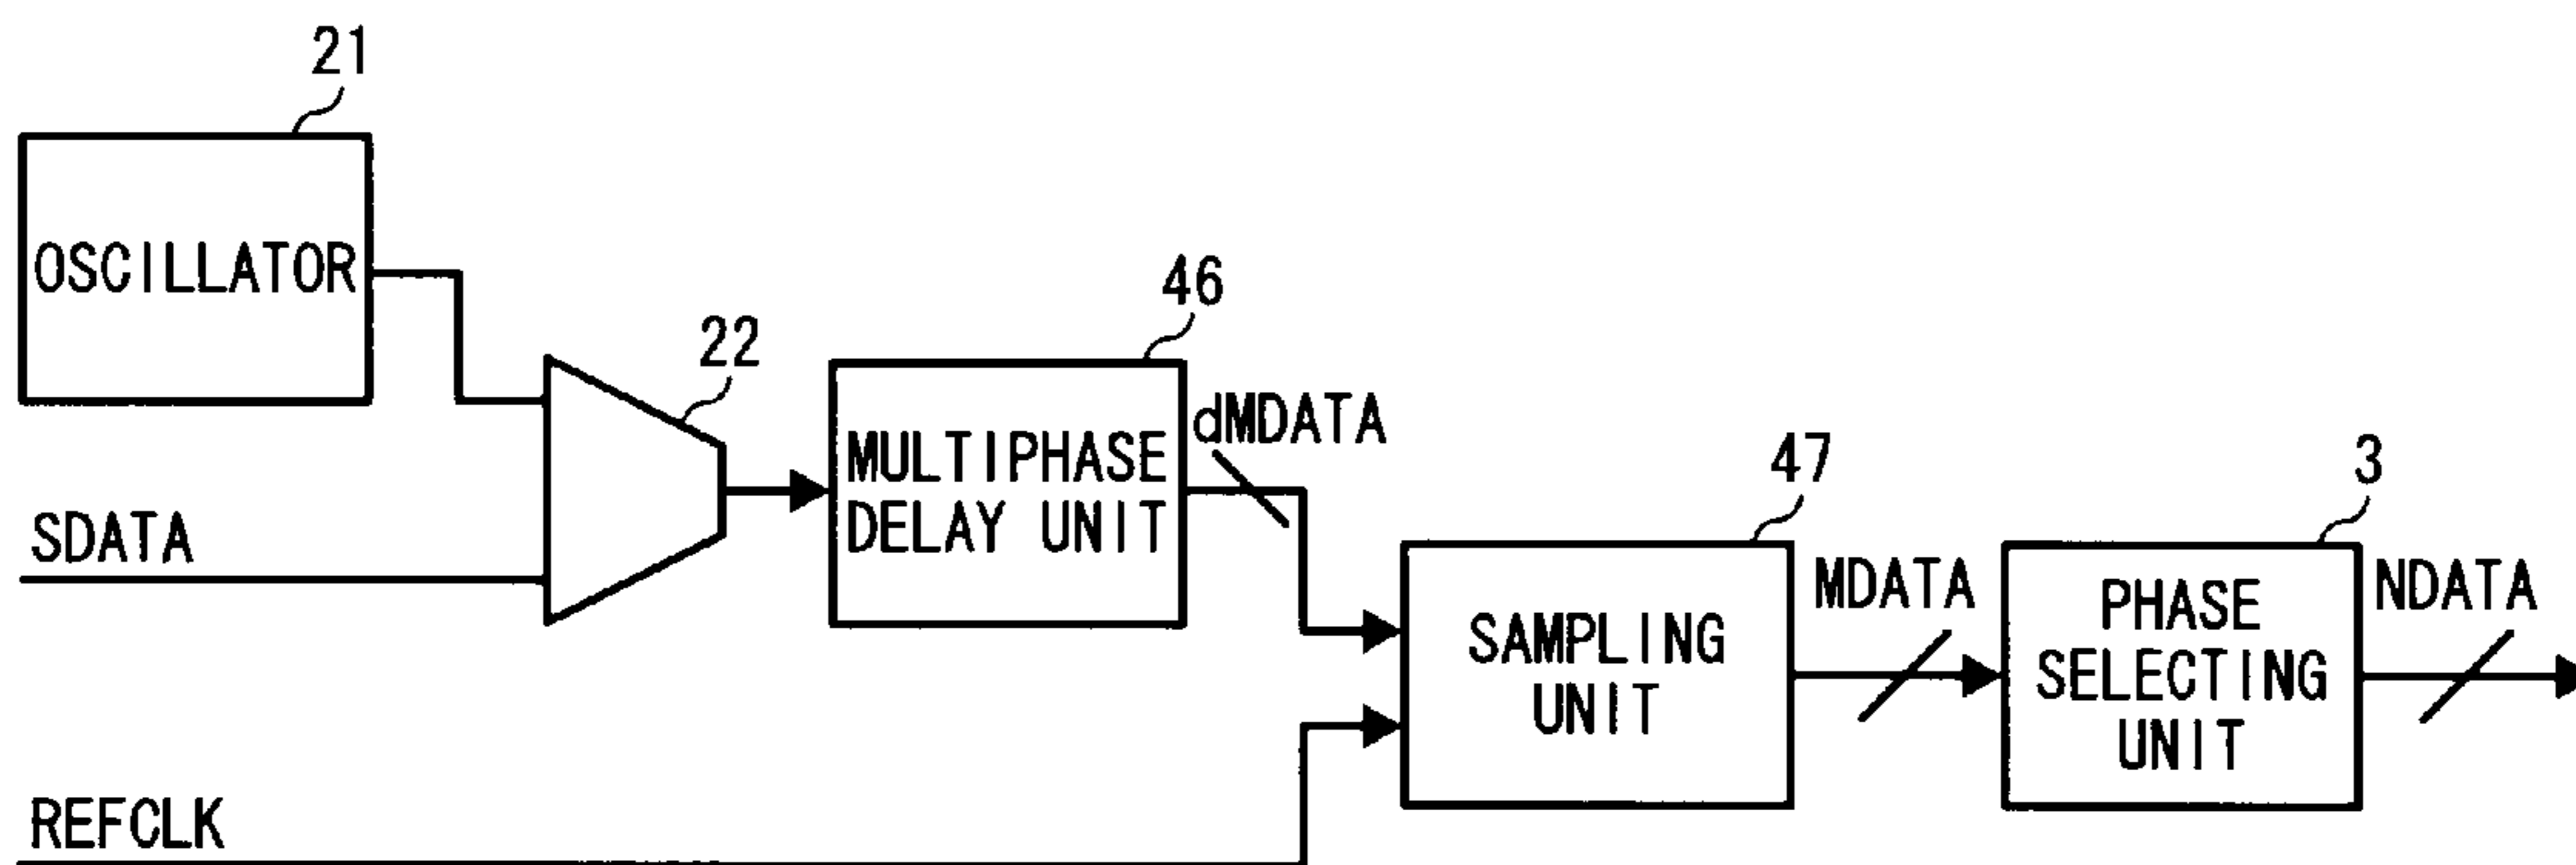 21
OSCILLATOR
22
SDATA
46
MULTIPHASE
DELAY UNIT
dMDATA
REFCLK
47
SAMPLING
UNIT
MDATA
3
PHASE
SELECTING
UNIT
NDATA